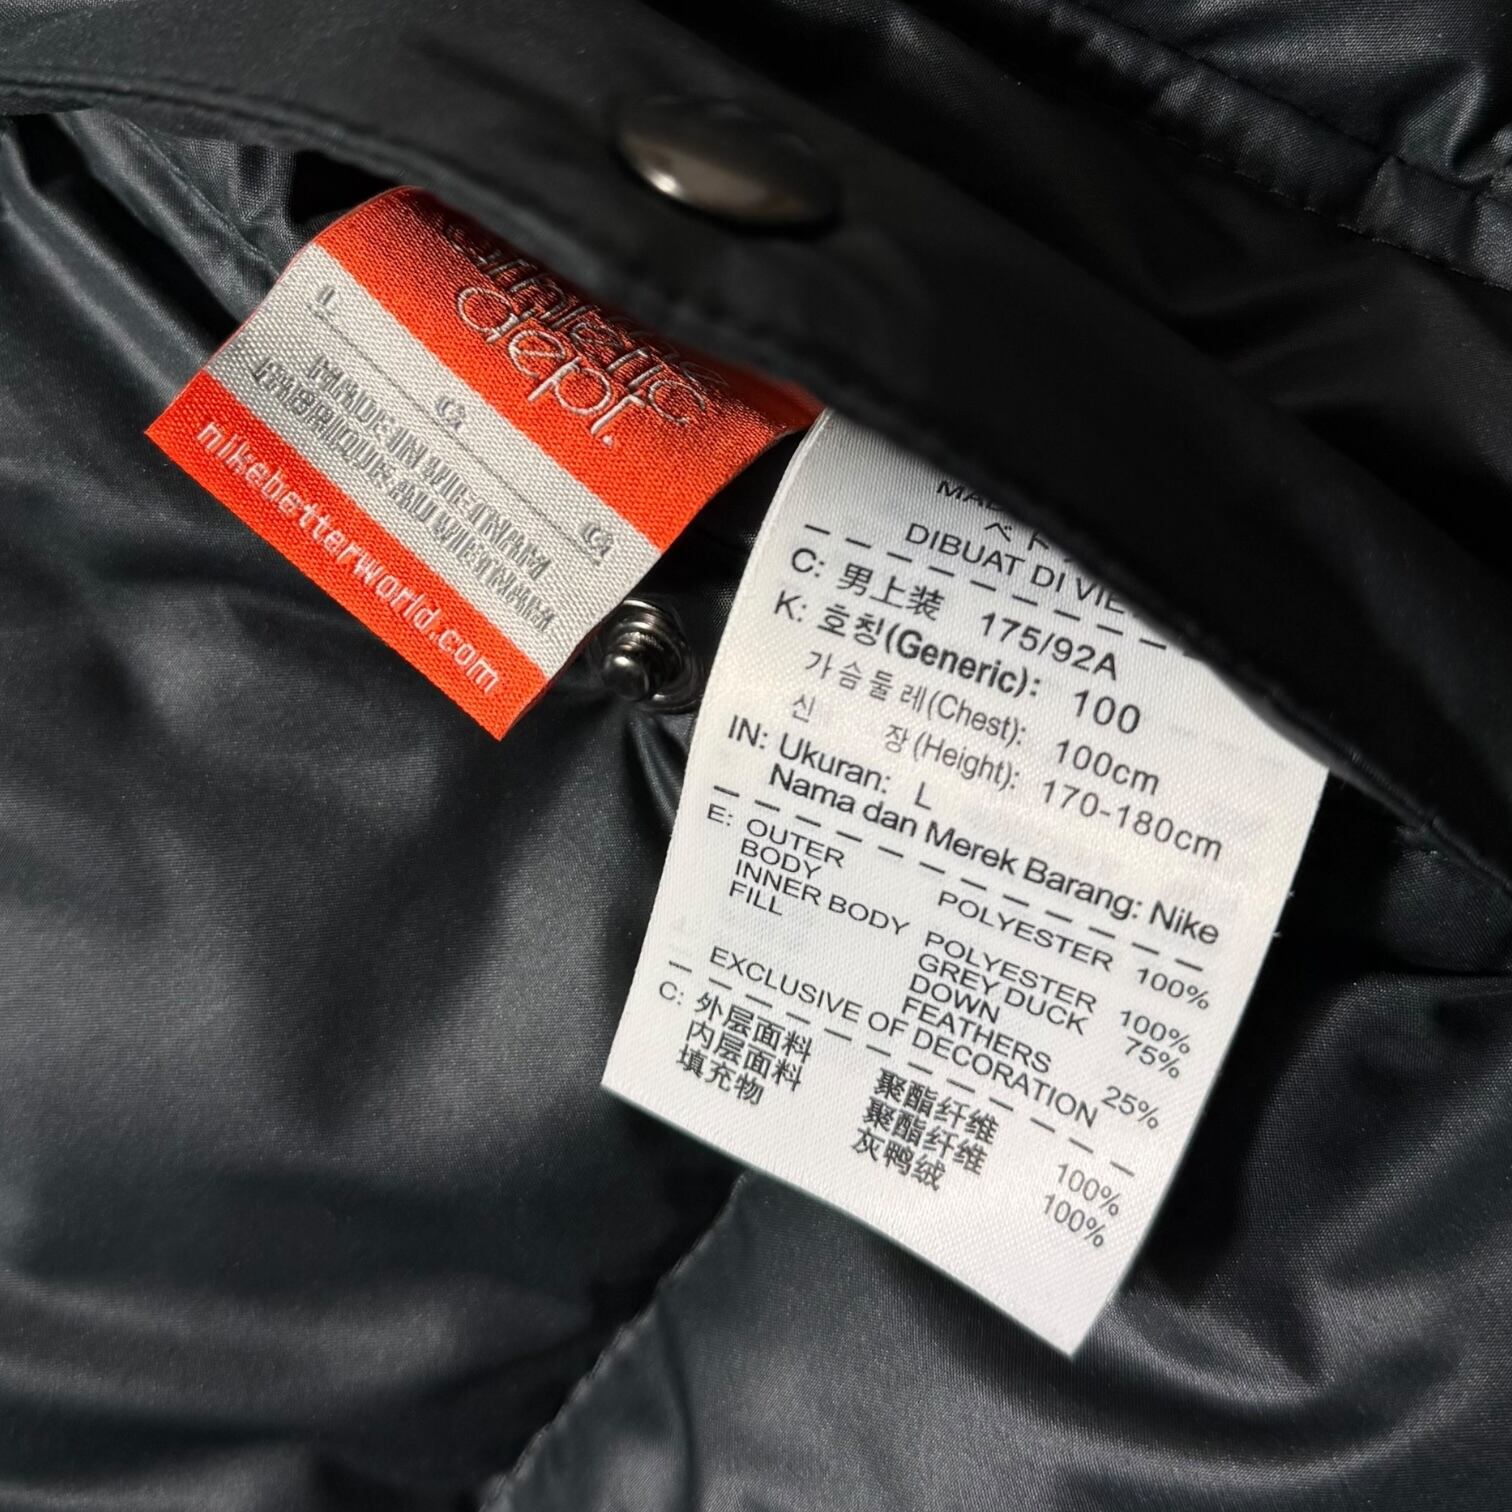 athletic
dept.
L G G
MADE IN VIETNAM
FABRIQUÉ AU VIETNAM
nikebetterworld.com
DIBUAT DI
C: 男上装 175/92A
K: 호칭(Generic): 100
가슴둘레(Chest): 100cm
신 장(Height): 170-180cm
IN: Ukuran: L
Nama dan Merek Barang: Nike
E: OUTER BODY POLYESTER 100%
INNER BODY POLYESTER 100%
FILL GREY DUCK DOWN 75%
FEATHERS 25%
EXCLUSIVE OF DECORATION
C: 外层面料 聚酯纤维 100%
内层面料 聚酯纤维 100%
填充物 灰鸭绒